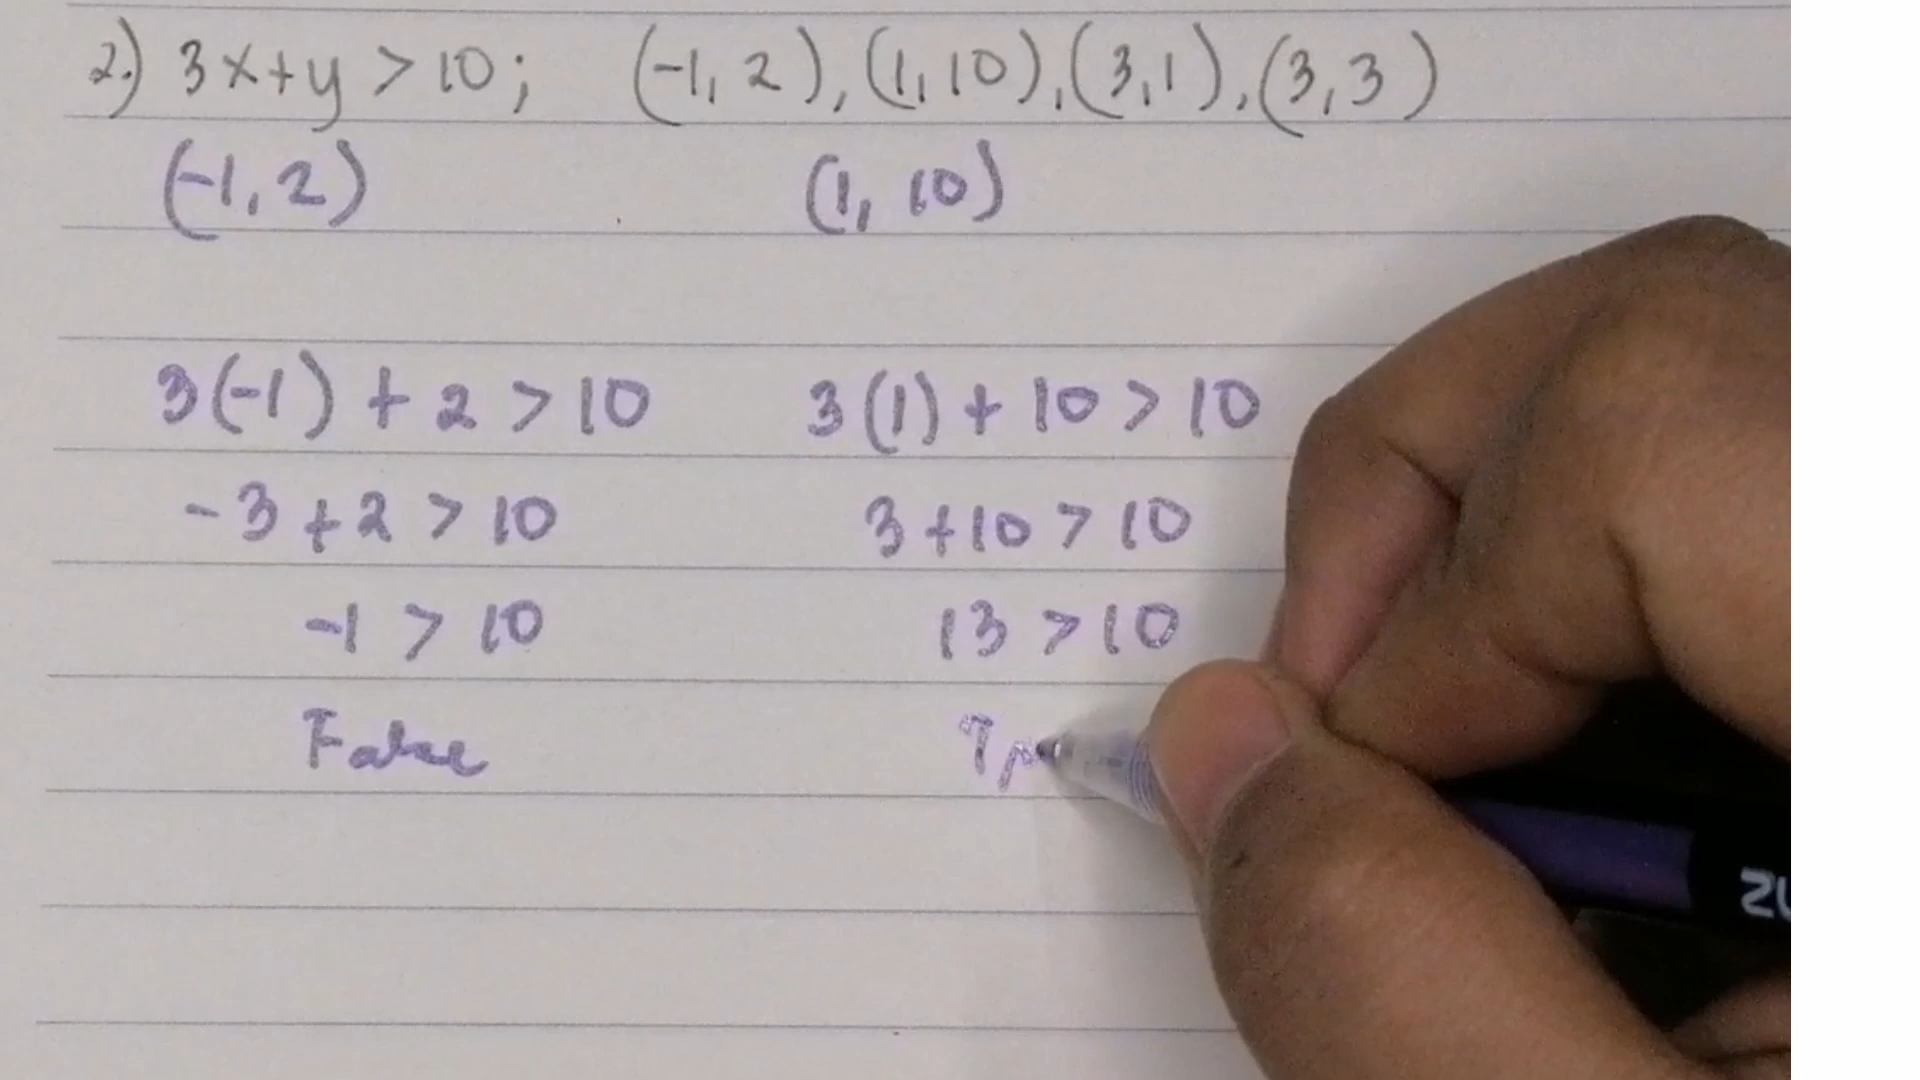 2.) 3x+y > 10; (-1, 2), (1, 10), (3, 1), (3, 3)
(-1, 2) (1, 10)
3(-1) + 2 > 10 3(1) + 10 > 10
-3 + 2 > 10 3 + 10 > 10
-1 > 10 13 > 10
False